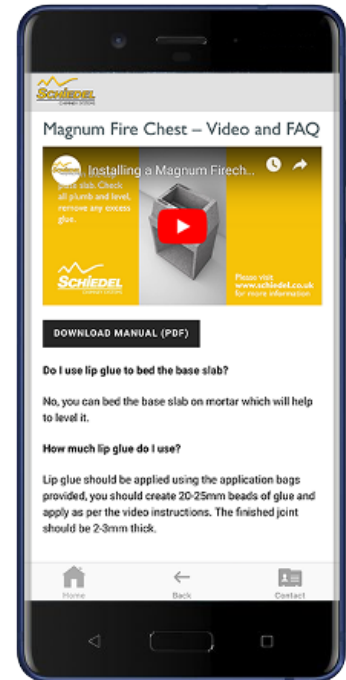 SCHIEDEL
CHIMNEY SYSTEMS
Magnum Fire Chest – Video and FAQ
Installing a Magnum Firech...
base slab. Check
all plumb and level,
remove any excess
glue.
SCHIEDEL
CHIMNEY SYSTEMS
Please visit
www.schiedel.co.uk
for more information
DOWNLOAD MANUAL (PDF)
Do I use lip glue to bed the base slab?
No, you can bed the base slab on mortar which will help
to level it.
How much lip glue do I use?
Lip glue should be applied using the application bags
provided, you should create 20-25mm beads of glue and
apply as per the video instructions. The finished joint
should be 2-3mm thick.
Home
Back
Contact